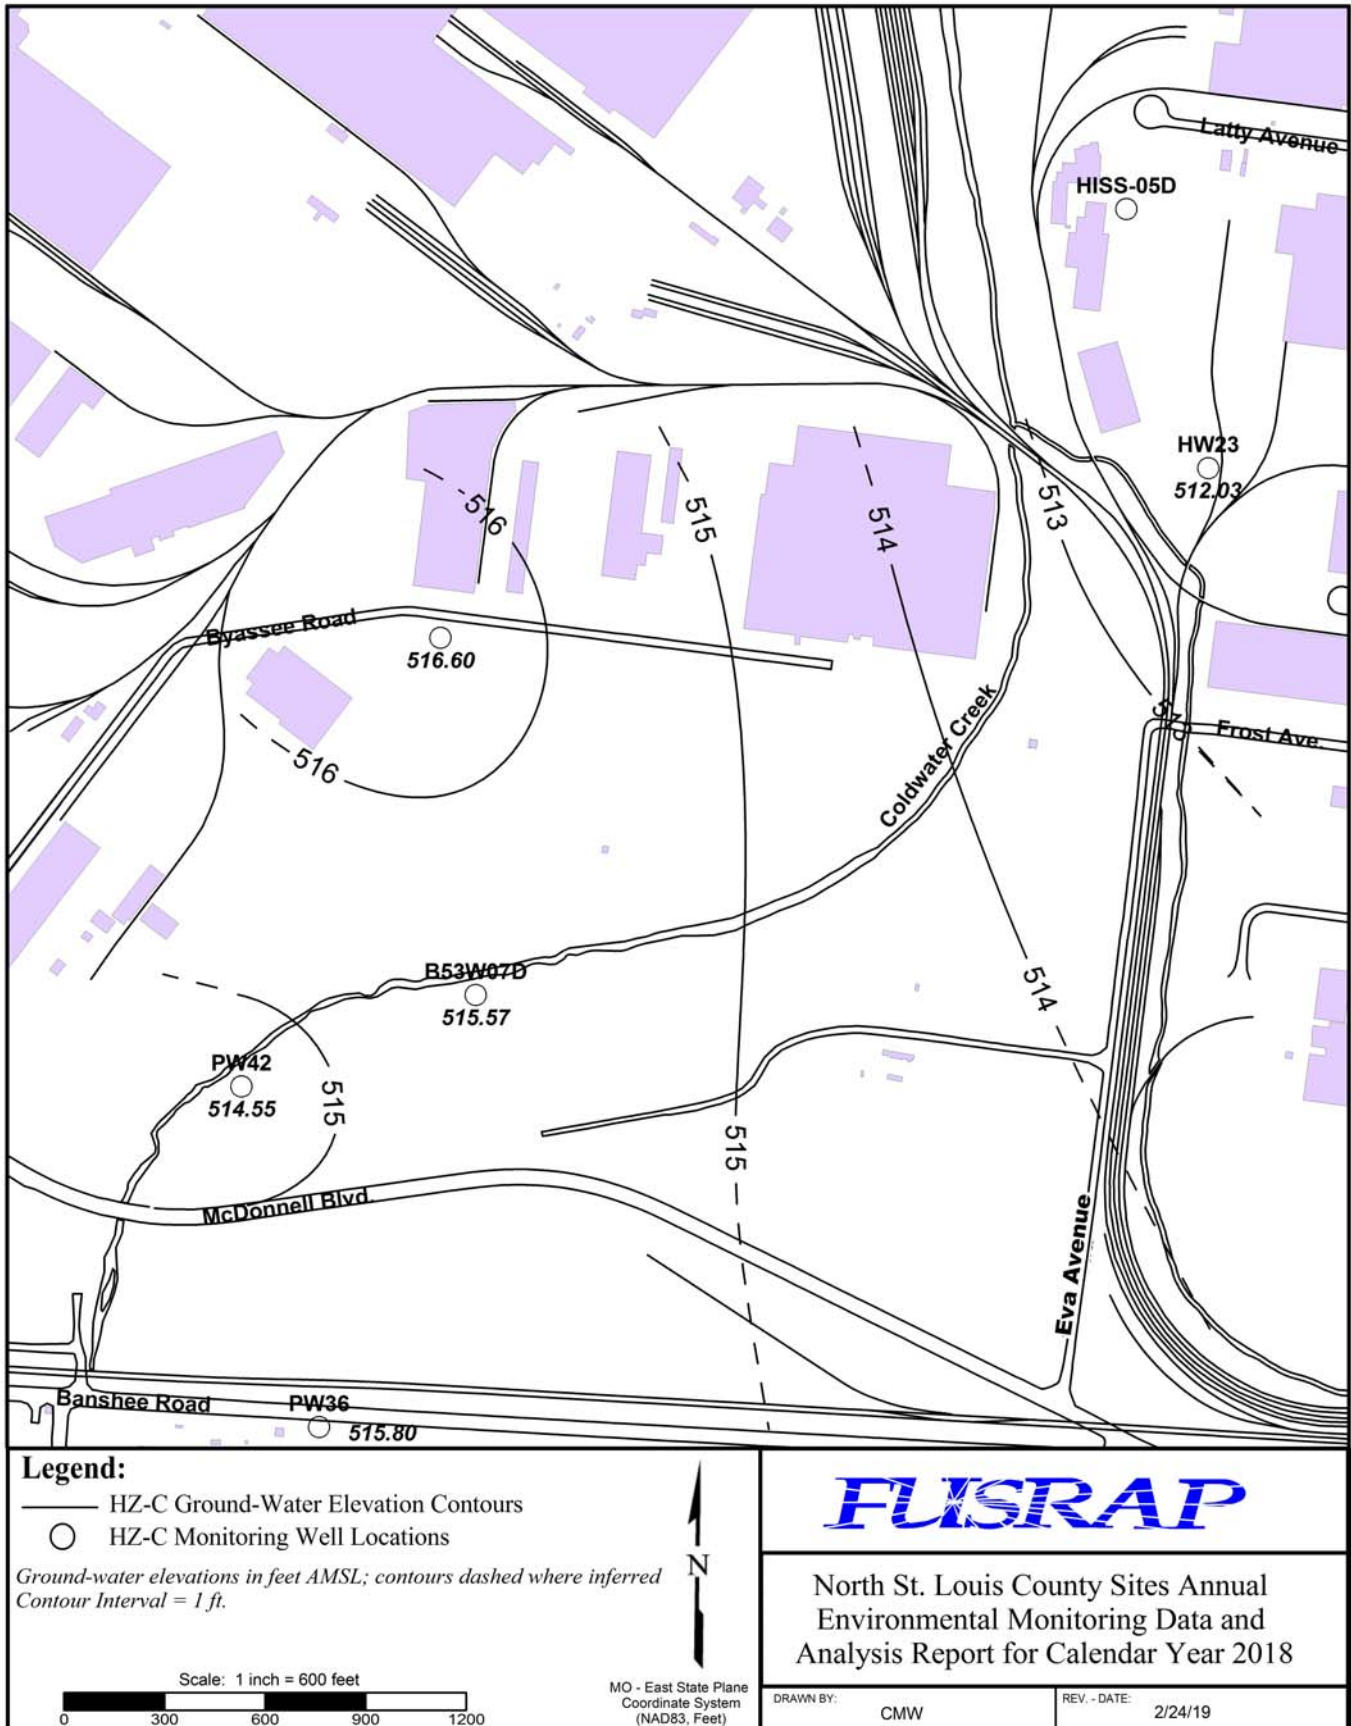 Latty Avenue
HISS-05D
HW23
512.03
513
516
515
514
Byassee Road
516.60
513
Frost Ave.
516
Coldwater Creek
B53W07D
515.57
514
PW42
514.55
515
515
McDonnell Blvd.
Eva Avenue
Banshee Road
PW36
515.80
Legend:
HZ-C Ground-Water Elevation Contours
HZ-C Monitoring Well Locations
Ground-water elevations in feet AMSL; contours dashed where inferred
Contour Interval = 1 ft.
Scale: 1 inch = 600 feet
0 300 600 900 1200
N
MO - East State Plane
Coordinate System
(NAD83, Feet)
FUSRAP
North St. Louis County Sites Annual
Environmental Monitoring Data and
Analysis Report for Calendar Year 2018
DRAWN BY:
CMW
REV. - DATE:
2/24/19